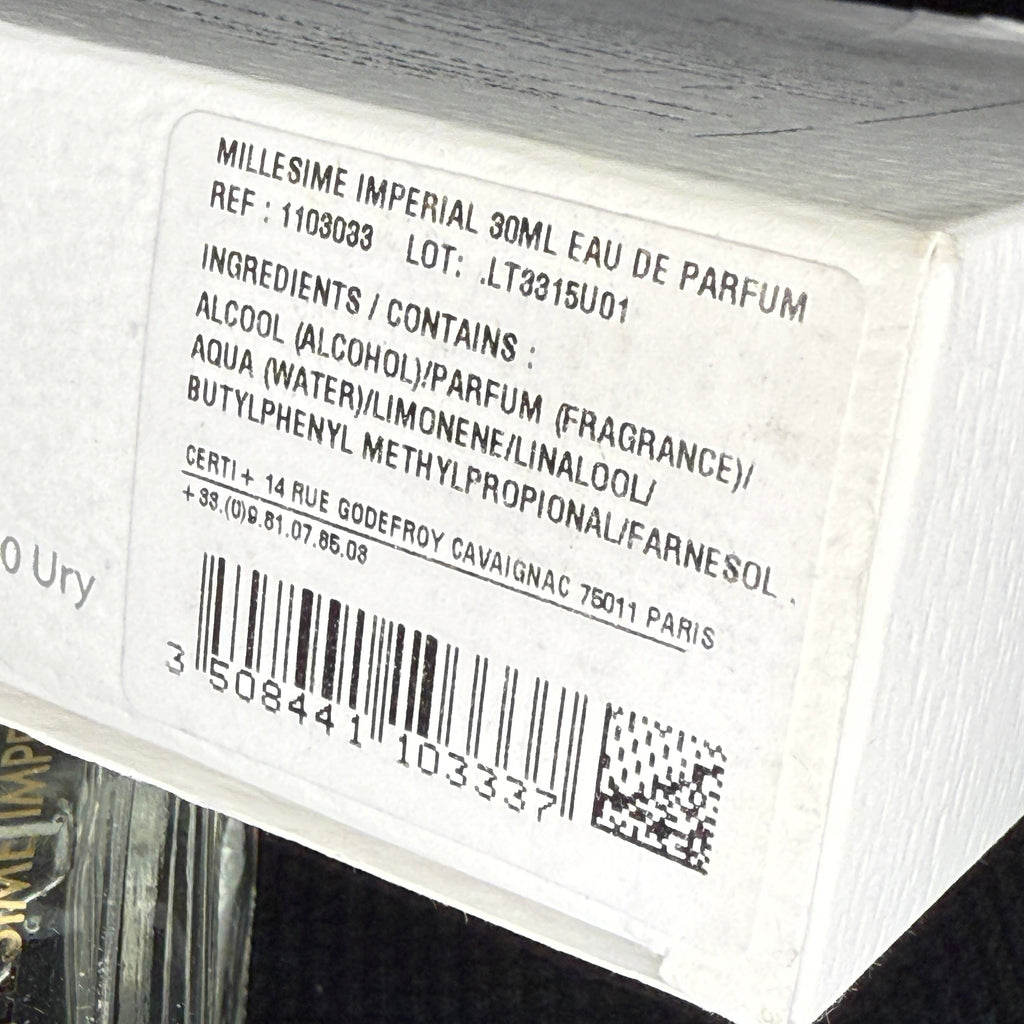 MILLESIME IMPERIAL 30ML EAU DE PARFUM
REF : 1103033 LOT: .LT3315U01
INGREDIENTS / CONTAINS :
ALCOOL (ALCOHOL)/PARFUM (FRAGRANCE)/
AQUA (WATER)/LIMONENE/LINALOOL/
BUTYLPHENYL METHYLPROPIONAL/FARNESOL .
CERTI+ 14 RUE GODEFROY CAVAIGNAC 75011 PARIS
+33.(0)9.81.07.85.08
3 508441 103337
0 Ury